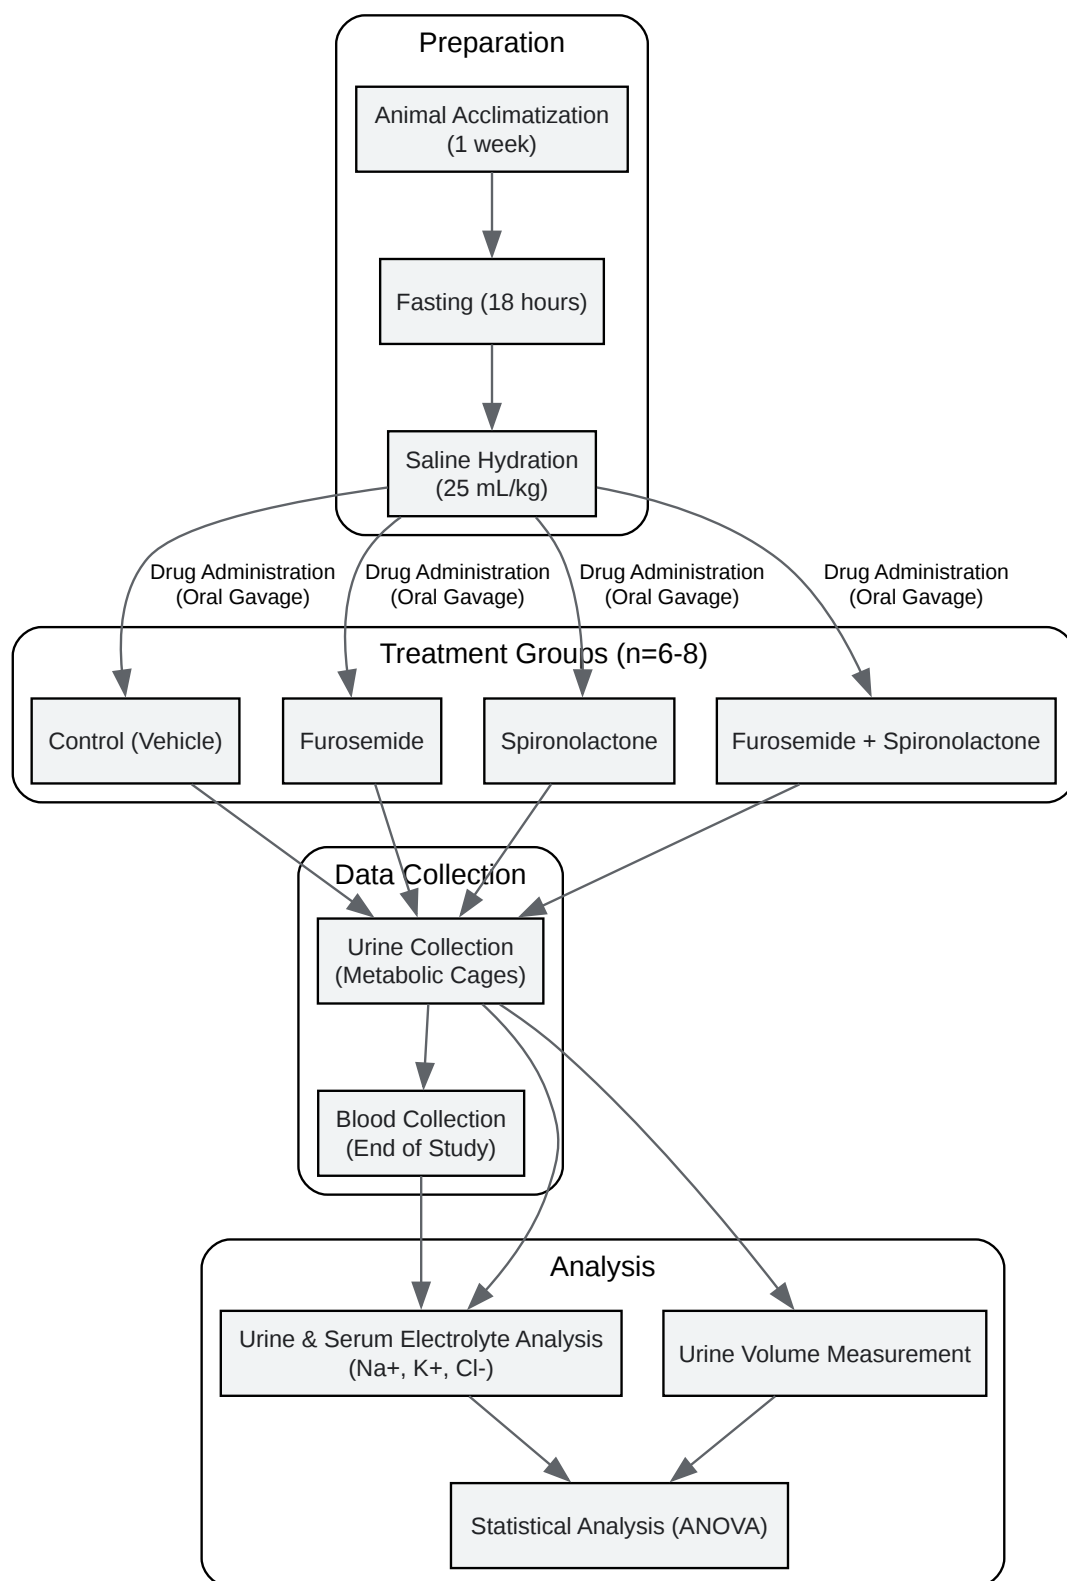 Preparation
Animal Acclimatization
(1 week)
Fasting (18 hours)
Saline Hydration
(25 mL/kg)
Drug Administration
(Oral Gavage)
Drug Administration
(Oral Gavage)
Drug Administration
(Oral Gavage)
Drug Administration
(Oral Gavage)
Treatment Groups (n=6-8)
Control (Vehicle)
Furosemide
Spironolactone
Furosemide + Spironolactone
Data Collection
Urine Collection
(Metabolic Cages)
Blood Collection
(End of Study)
Analysis
Urine & Serum Electrolyte Analysis
(Na+, K+, Cl-)
Urine Volume Measurement
Statistical Analysis (ANOVA)